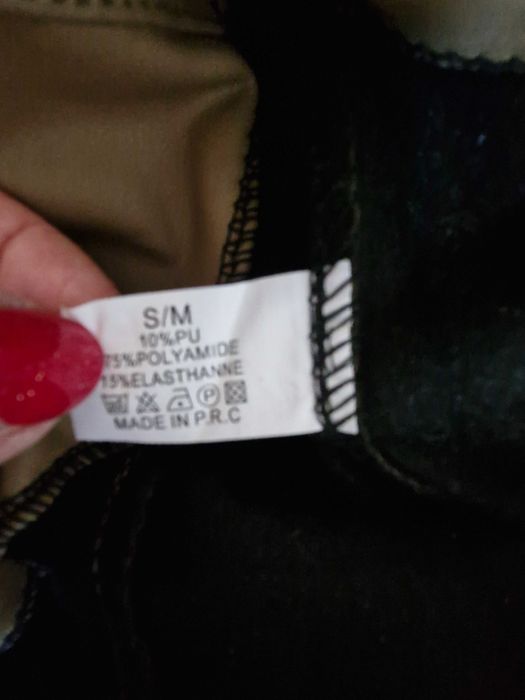 S/M
10%PU
75%POLYAMIDE
15%ELASTHANNE
P
MADE IN P.R.C